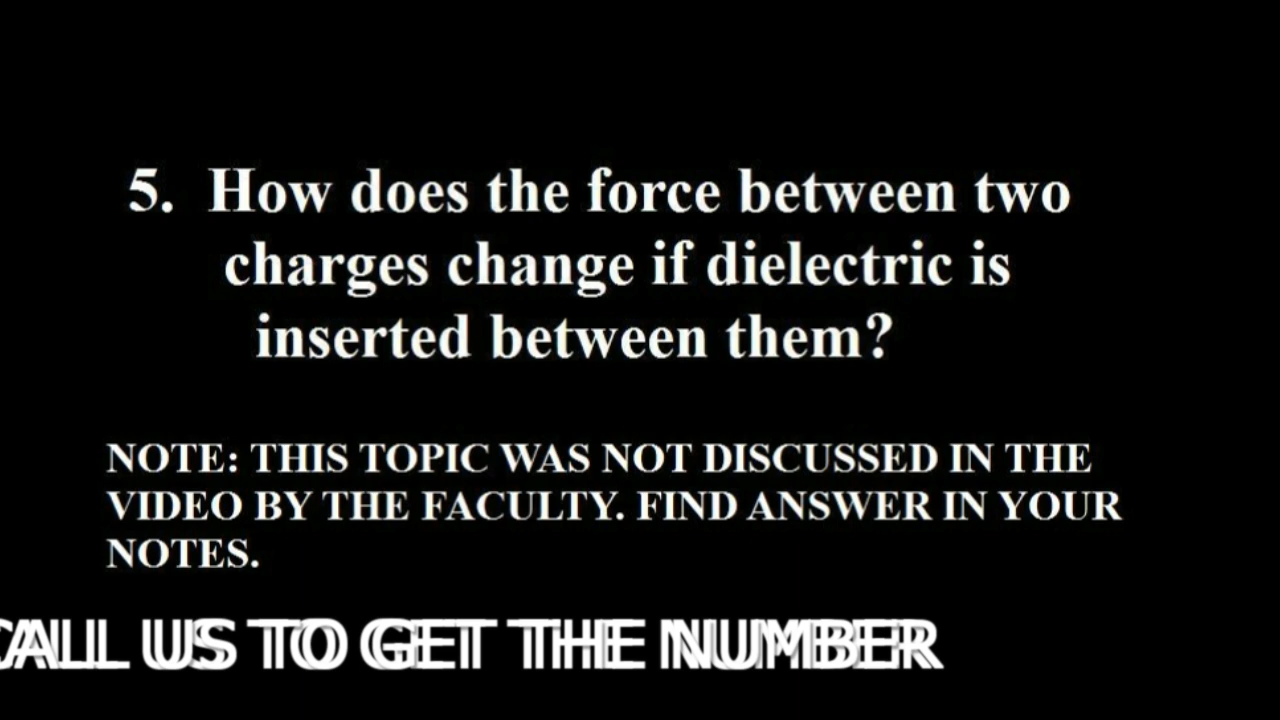 5. How does the force between two
charges change if dielectric is
inserted between them?
NOTE: THIS TOPIC WAS NOT DISCUSSED IN THE
VIDEO BY THE FACULTY. FIND ANSWER IN YOUR
NOTES.
CALL US TO GET THE NUMBER